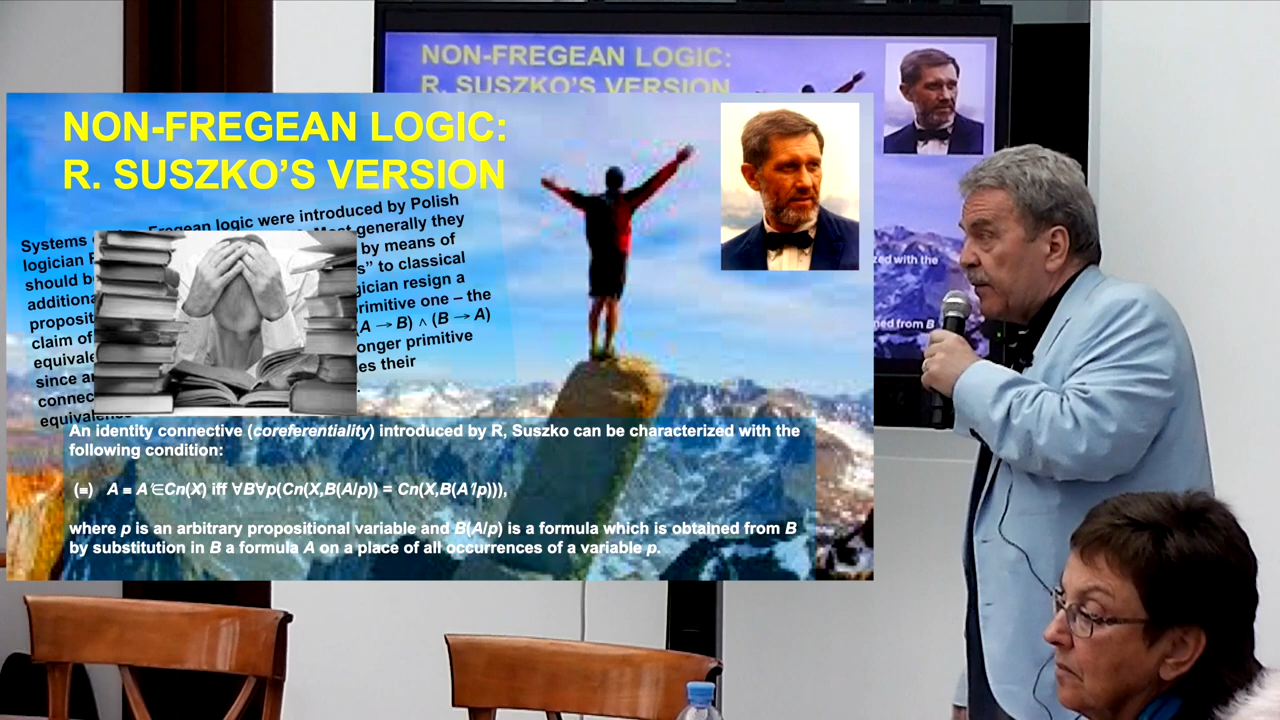 NON-FREGEAN LOGIC:
R. SUSZKO'S VERSION
NON-FREGEAN LOGIC:
R. SUSZKO'S VERSION
Systems Fregean logic were introduced by Polish
logician Most generally they
should b by means of
additiona s” to classical
proposit gician resign a
claim of rimitive one – the
equivale (A → B) ∧ (B → A)
since a onger primitive
connec es their
equivalen
An identity connective (coreferentiality) introduced by R, Suszko can be characterized with the
following condition:
(≡) A ≡ A'∈Cn(X) iff ∀B∀p(Cn(X,B(A/p)) = Cn(X,B(A'/p))),
where p is an arbitrary propositional variable and B(A/p) is a formula which is obtained from B
by substitution in B a formula A on a place of all occurrences of a variable p.
zed with the
ned from B